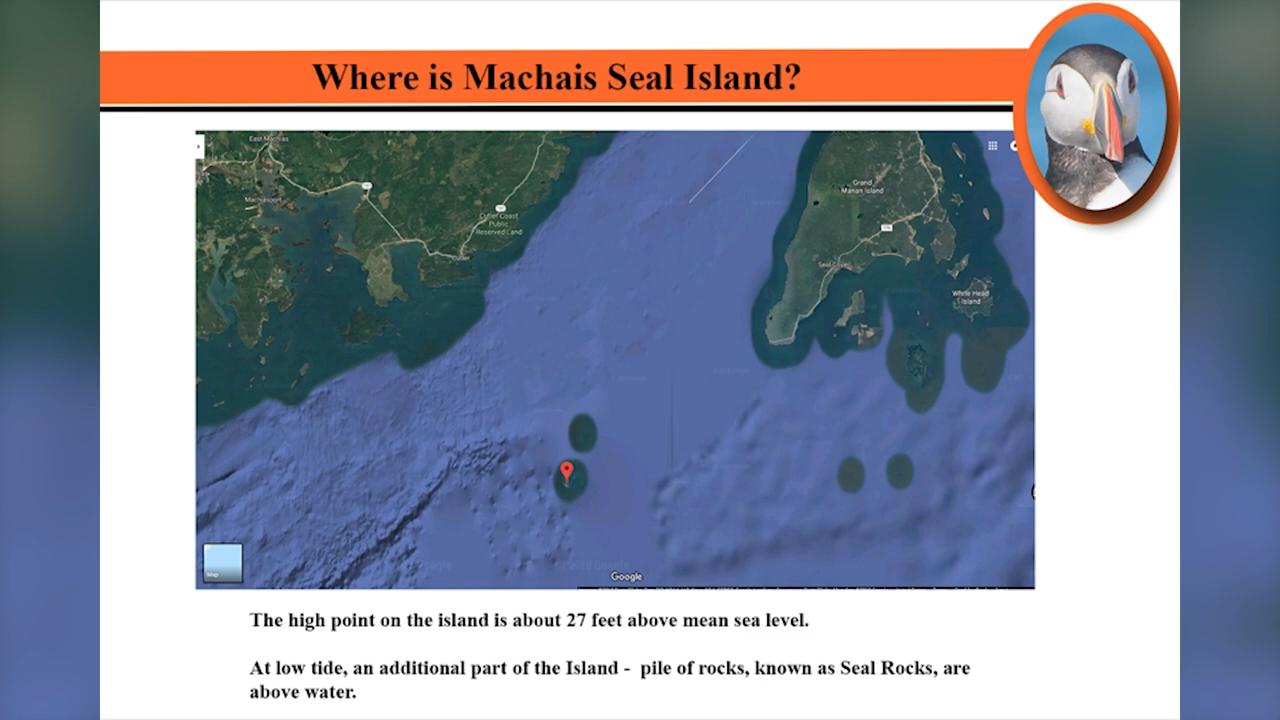 Where is Machais Seal Island?
East Machias
Machiasport
Cutler Coast
Public
Reserved Land
Cutler
Grand
Manan Island
Seal Cove
White Head
Island
Map
Google
The high point on the island is about 27 feet above mean sea level.
At low tide, an additional part of the Island - pile of rocks, known as Seal Rocks, are
above water.